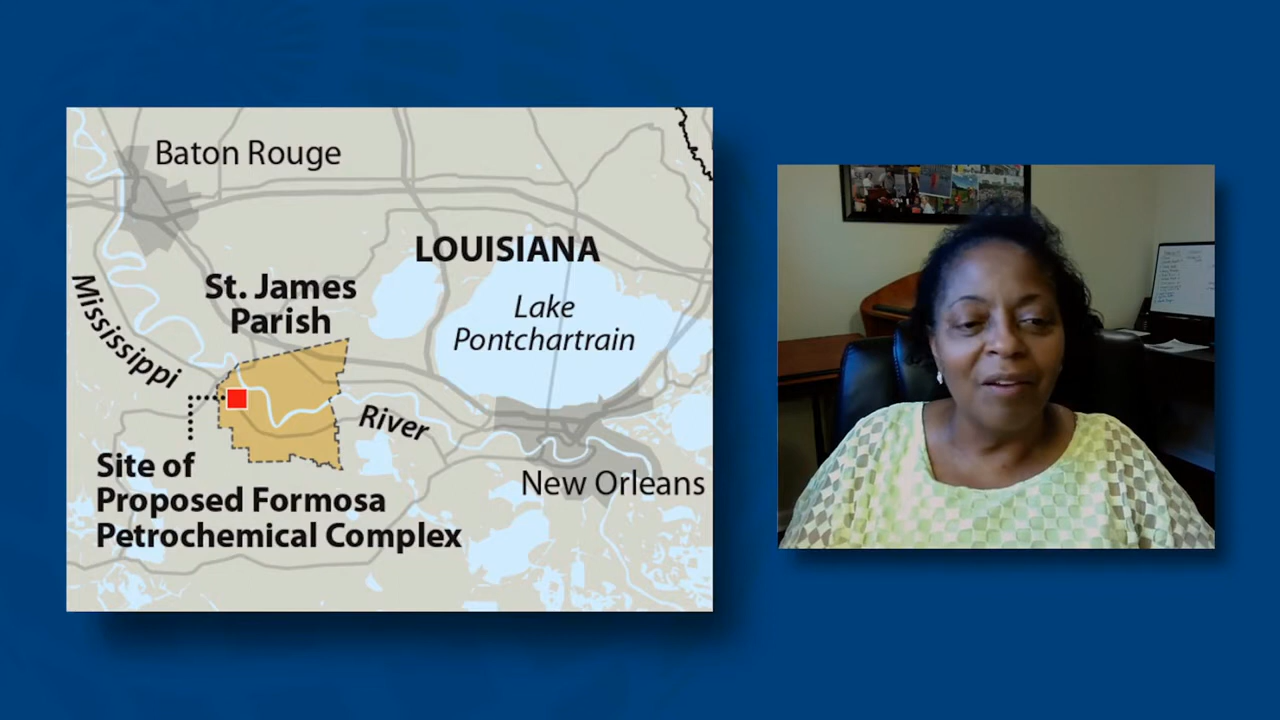 Baton Rouge
LOUISIANA
St. James
Parish
Lake
Pontchartrain
Mississippi
River
Site of
Proposed Formosa
Petrochemical Complex
New Orleans